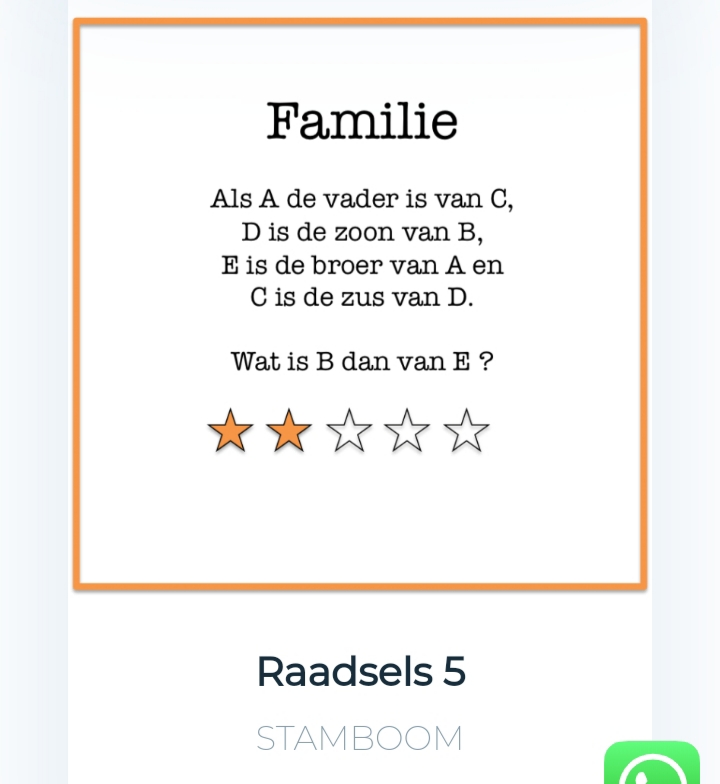 Familie
Als A de vader is van C,
D is de zoon van B,
E is de broer van A en
C is de zus van D.
Wat is B dan van E ?
Raadsels 5
STAMBOOM